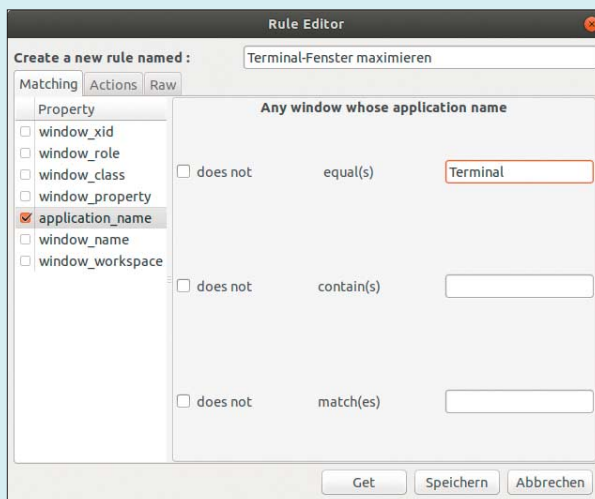 Rule Editor
Create a new rule named : Terminal-Fenster maximieren
Matching Actions Raw
Property
window_xid
window_role
window_class
window_property
application_name
window_name
window_workspace
Any window whose application name
does not equal(s) Terminal
does not contain(s)
does not match(es)
Get Speichern Abbrechen